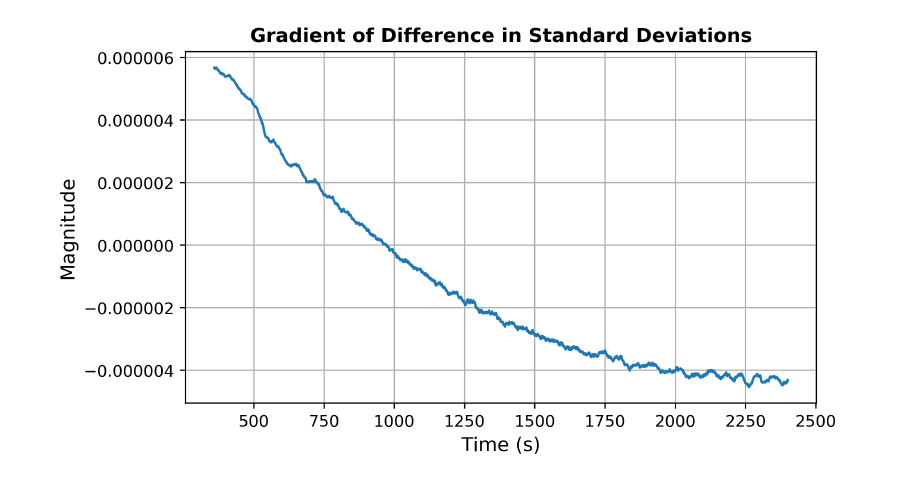 Gradient of Difference in Standard Deviations
0.000006
0.000004
0.000002
0.000000
−0.000002
−0.000004
Magnitude
500 750 1000 1250 1500 1750 2000 2250 2500
Time (s)